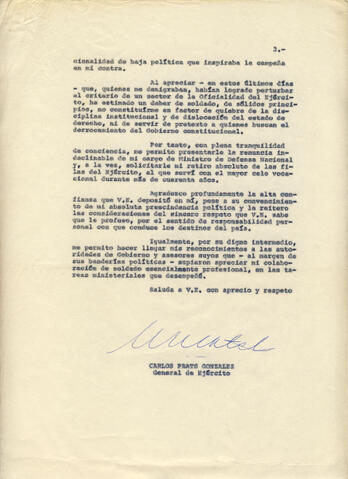 3.-
cionalidad de baja política que inspiraba la campaña
en mi contra.
Al apreciar - en estos últimos días
- que, quienes me denigraban, habían logrado perturbar
el criterio de un sector de la Oficialidad del Ejér-
cito, he estimado un deber de soldado, de sólidos princi-
pios, no constituirme en factor de quiebre de la dis-
ciplina institucional y de dislocación del estado de
derecho, ni de servir de pretexto a quienes buscan el
derrocamiento del Gobierno constitucional.
Por tanto, con plena tranquilidad
de conciencia, me permito presentarle la renuncia in-
declinable de mi cargo de Ministro de Defensa Nacional
y, a la vez, solicitarle mi retiro absoluto de las fi-
las del Ejército, al que serví con el mayor celo voca-
cional durante más de cuarenta años.
Agradezco profundamente la alta con-
fianza que V.E. depositó en mí, pese a su convencimien-
to de mi absoluta prescindencia política y le reitero
las consideraciones del sincero respeto que V.E. sabe
que le profeso, por el sentido de responsabilidad perso-
nal con que conduce los destinos del país.
Igualmente, por su digno intermedio,
me permito hacer llegar mis reconocimientos a las auto-
ridades de Gobierno y asesores suyos que - al margen de
sus banderías políticas - supieron apreciar mi colabo-
ración de soldado esencialmente profesional, en las ta-
reas ministeriales que desempeñé.
Saluda a V.E. con aprecio y respeto
CARLOS PRATS GONZALEZ
General de Ejército